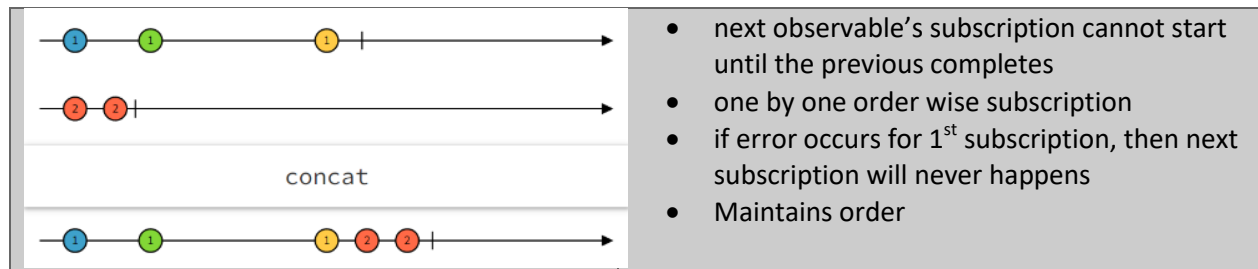 1 1 1
2 2
concat
1 1 1 2 2
• next observable’s subscription cannot start
until the previous completes
• one by one order wise subscription
• if error occurs for 1st subscription, then next
subscription will never happens
• Maintains order